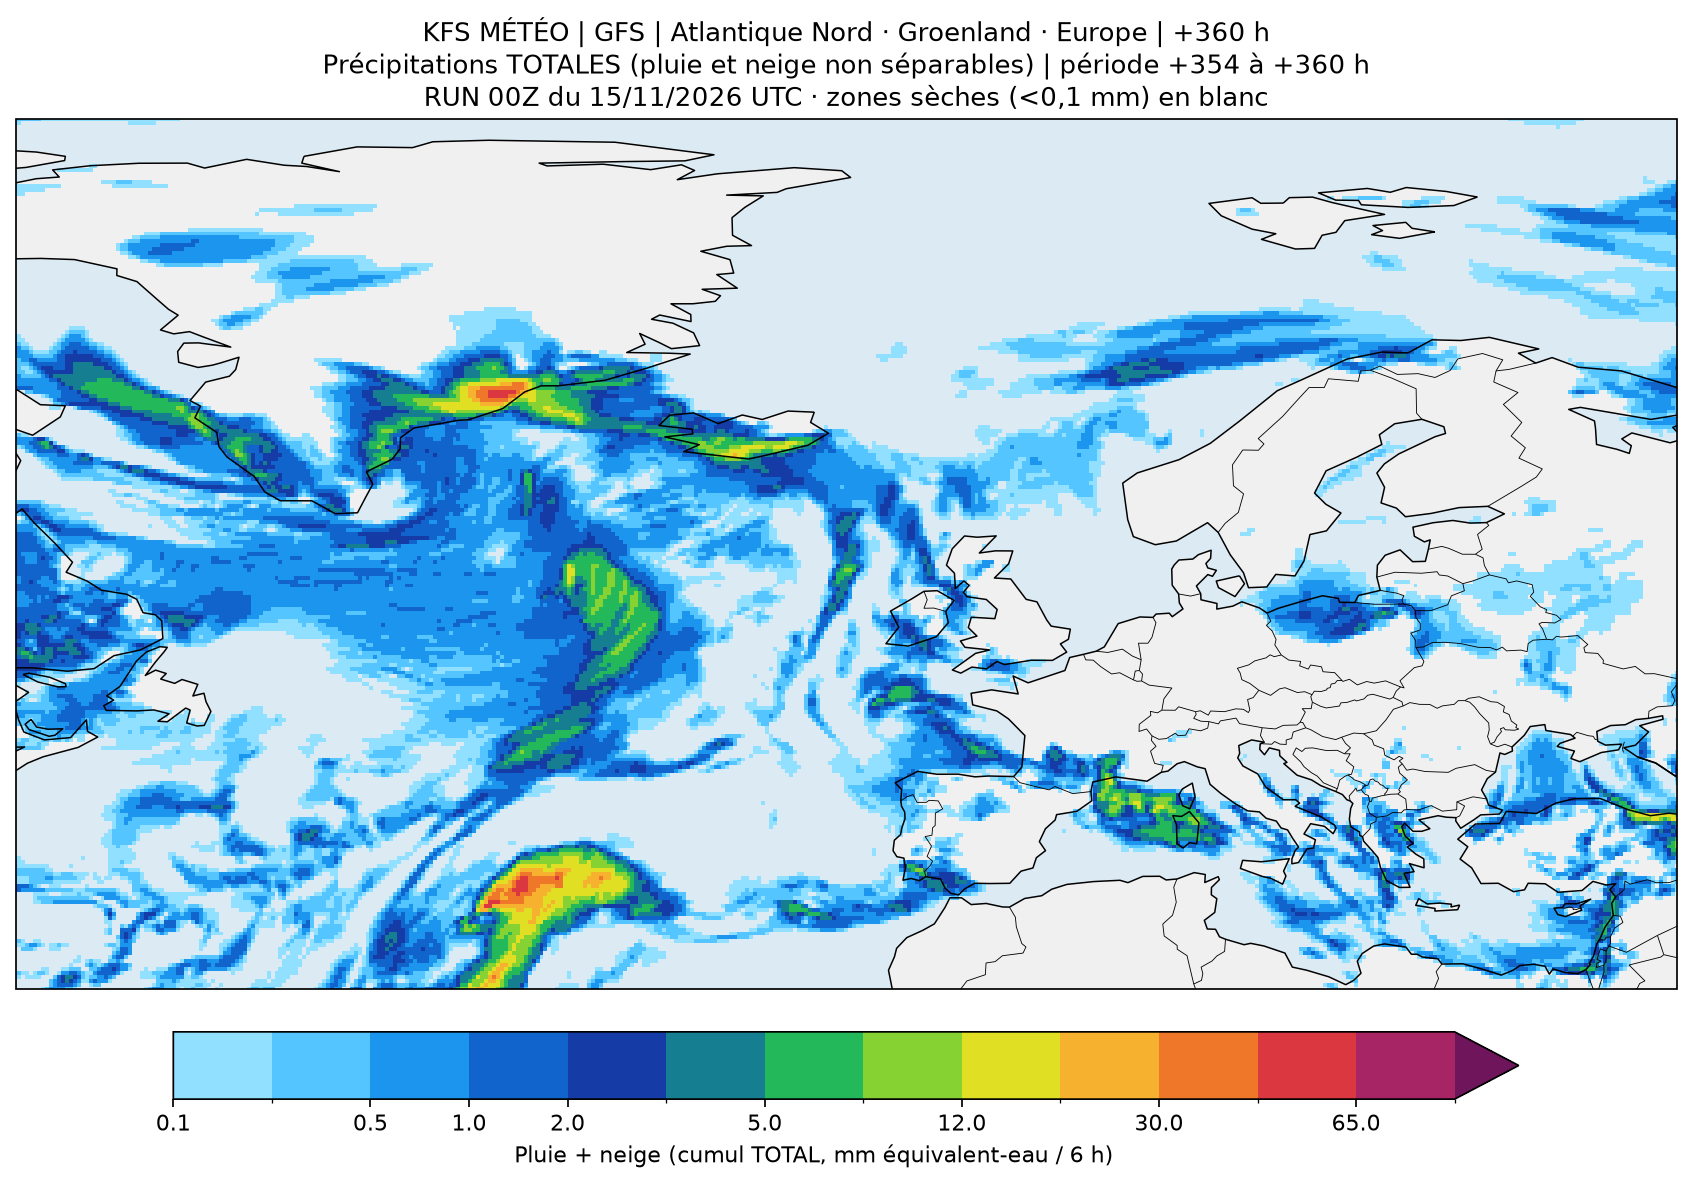 KFS MÉTÉO | GFS | Atlantique Nord · Groenland · Europe | +360 h
Précipitations TOTALES (pluie et neige non séparables) | période +354 à +360 h
RUN 00Z du 15/11/2026 UTC · zones sèches (<0,1 mm) en blanc
0.1 0.5 1.0 2.0 5.0 12.0 30.0 65.0
Pluie + neige (cumul TOTAL, mm équivalent-eau / 6 h)